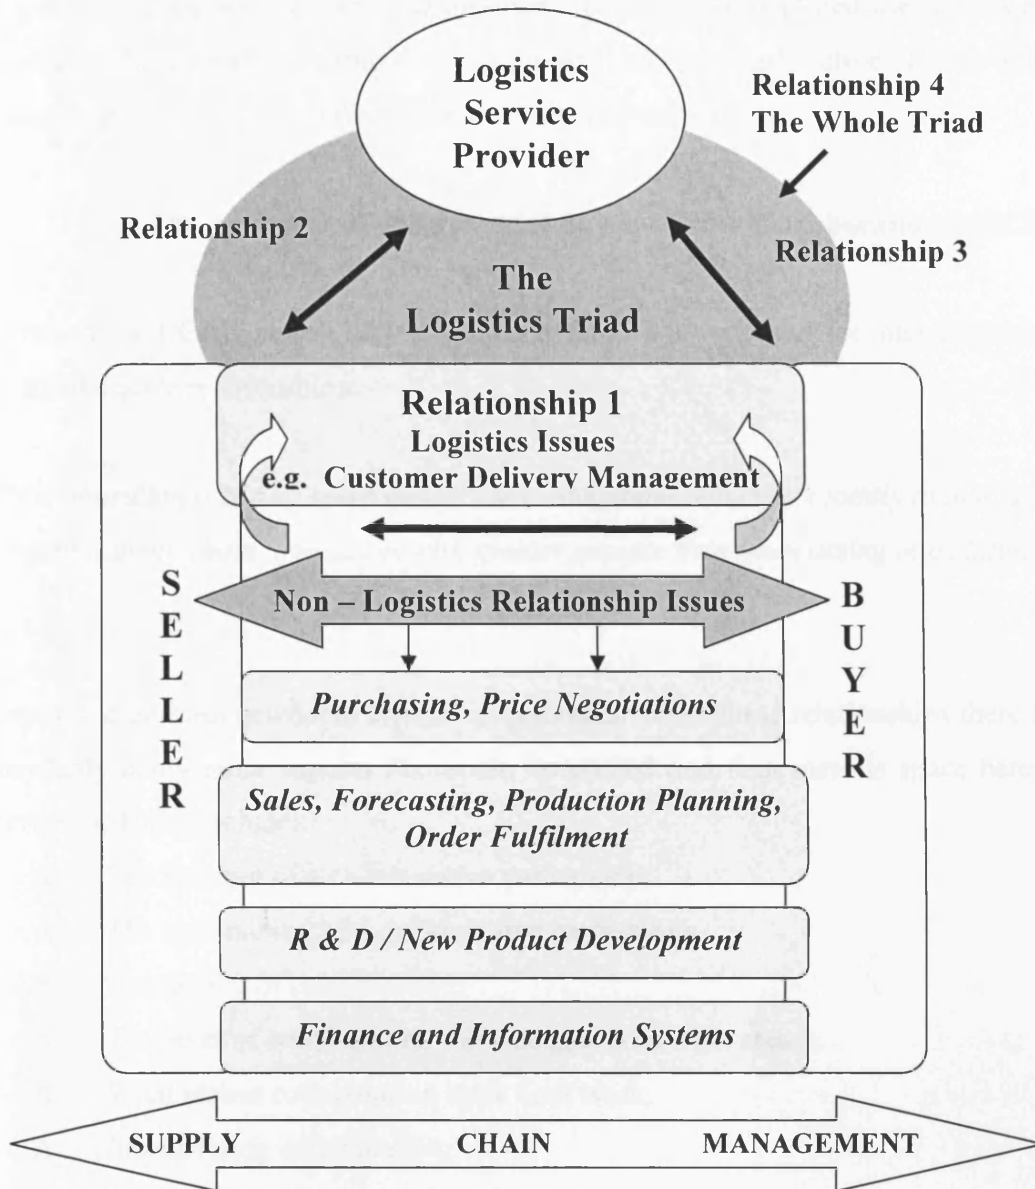 Logistics
Service
Provider
Relationship 4
The Whole Triad
Relationship 2
Relationship 3
The
Logistics Triad
Relationship 1
Logistics Issues
e.g. Customer Delivery Management
SELLER
BUYER
Non – Logistics Relationship Issues
Purchasing, Price Negotiations
Sales, Forecasting, Production Planning,
Order Fulfilment
R & D / New Product Development
Finance and Information Systems
SUPPLY CHAIN MANAGEMENT